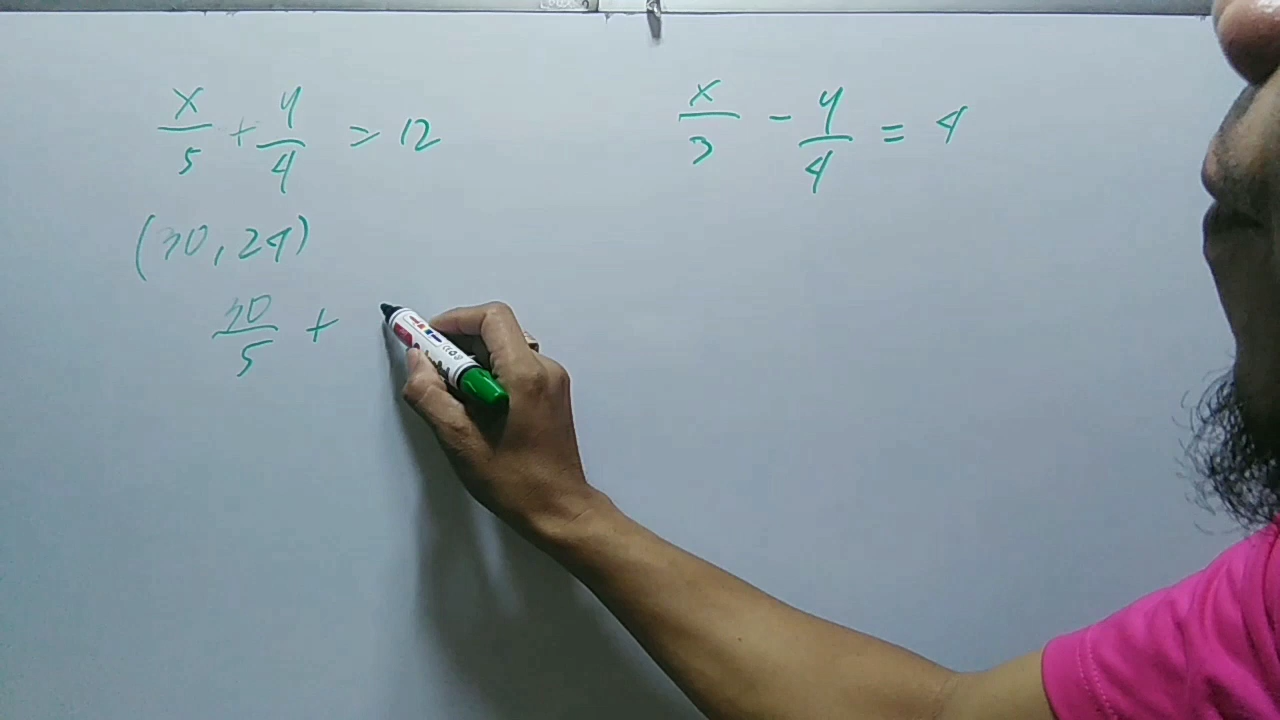 x/5 + y/4 = 12
x/3 - y/4 = 4
(30, 24)
30/5 +